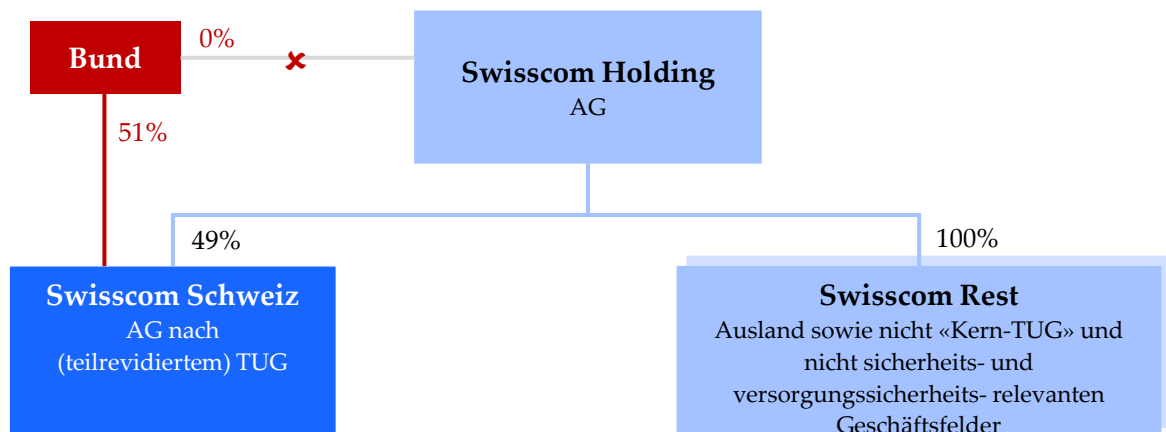 0%
Bund
51%
Swisscom Holding
AG
49%
100%
Swisscom Schweiz
AG nach
(teilrevidiertem) TUG
Swisscom Rest
Ausland sowie nicht «Kern-TUG» und
nicht sicherheits- und
versorgungssicherheits- relevanten
Geschäftsfelder